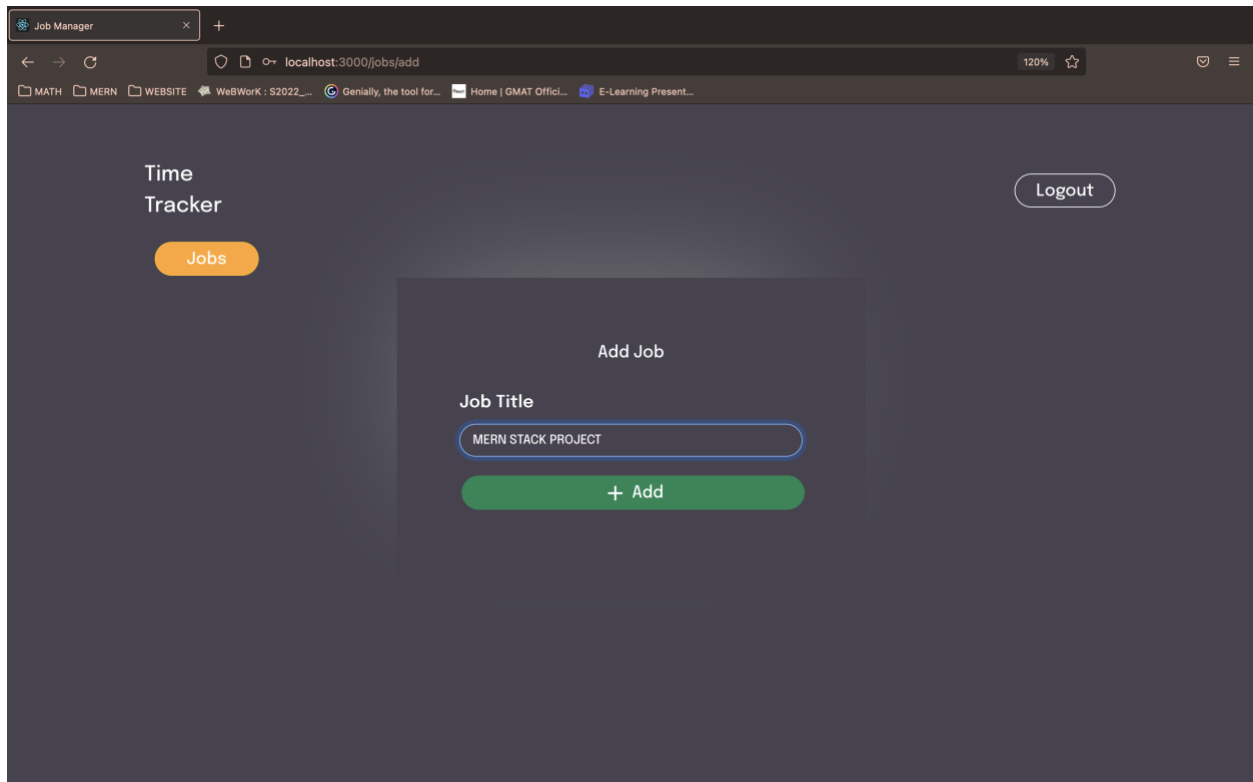 Job Manager
localhost:3000/jobs/add
120%
MATH MERN WEBSITE WeBWorK : S2022_... Genially, the tool for... Home | GMAT Offici... E-Learning Present...
Time
Tracker
Logout
Jobs
Add Job
Job Title
MERN STACK PROJECT
+ Add